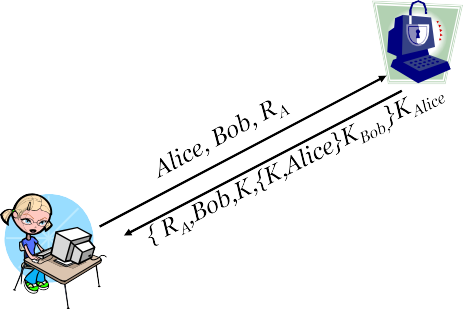 Alice, Bob, R_A
{ R_A,Bob,K,{K,Alice}K_Bob,}K_Alice